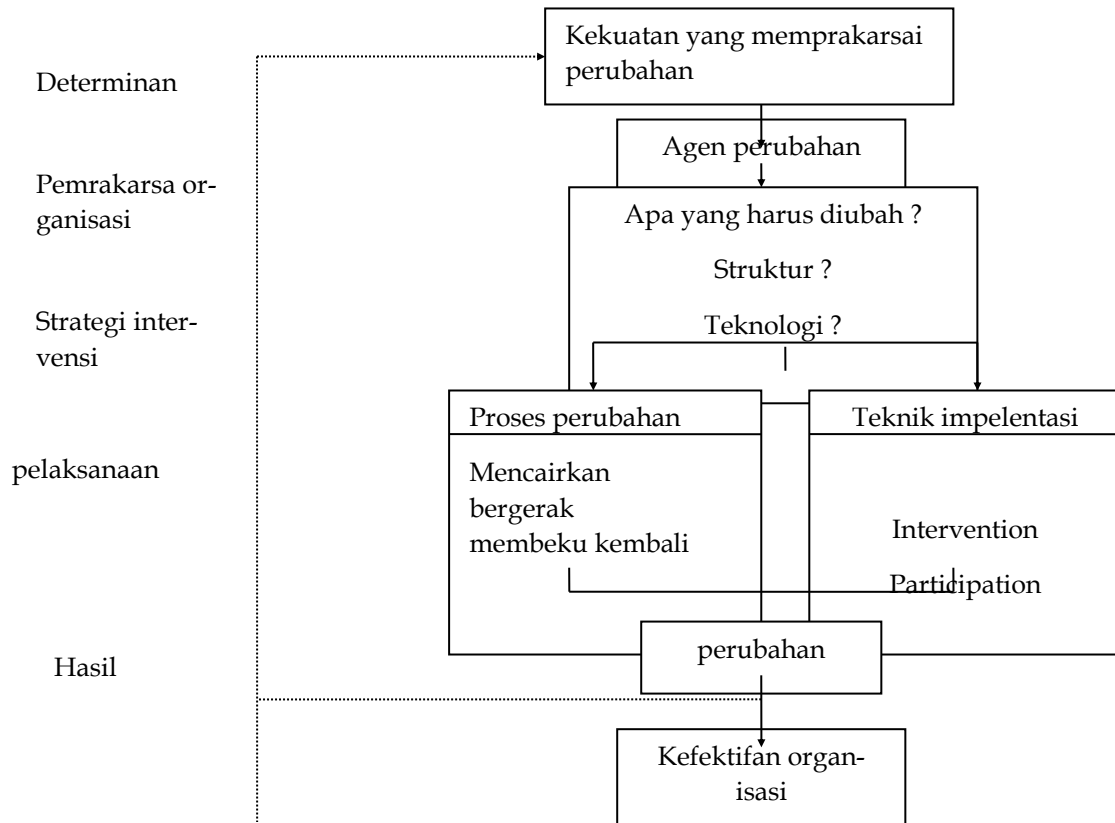 Kekuatan yang memprakarsai
perubahan
Determinan
Agen perubahan
Pemrakarsa or-
ganisasi
Apa yang harus diubah ?
Struktur ?
Strategi inter-
vensi
Teknologi ?
Proses perubahan
Teknik impelentasi
pelaksanaan
Mencairkan
bergerak
membeku kembali
Intervention
Participation
Hasil
perubahan
Kefektifan organ-
isasi